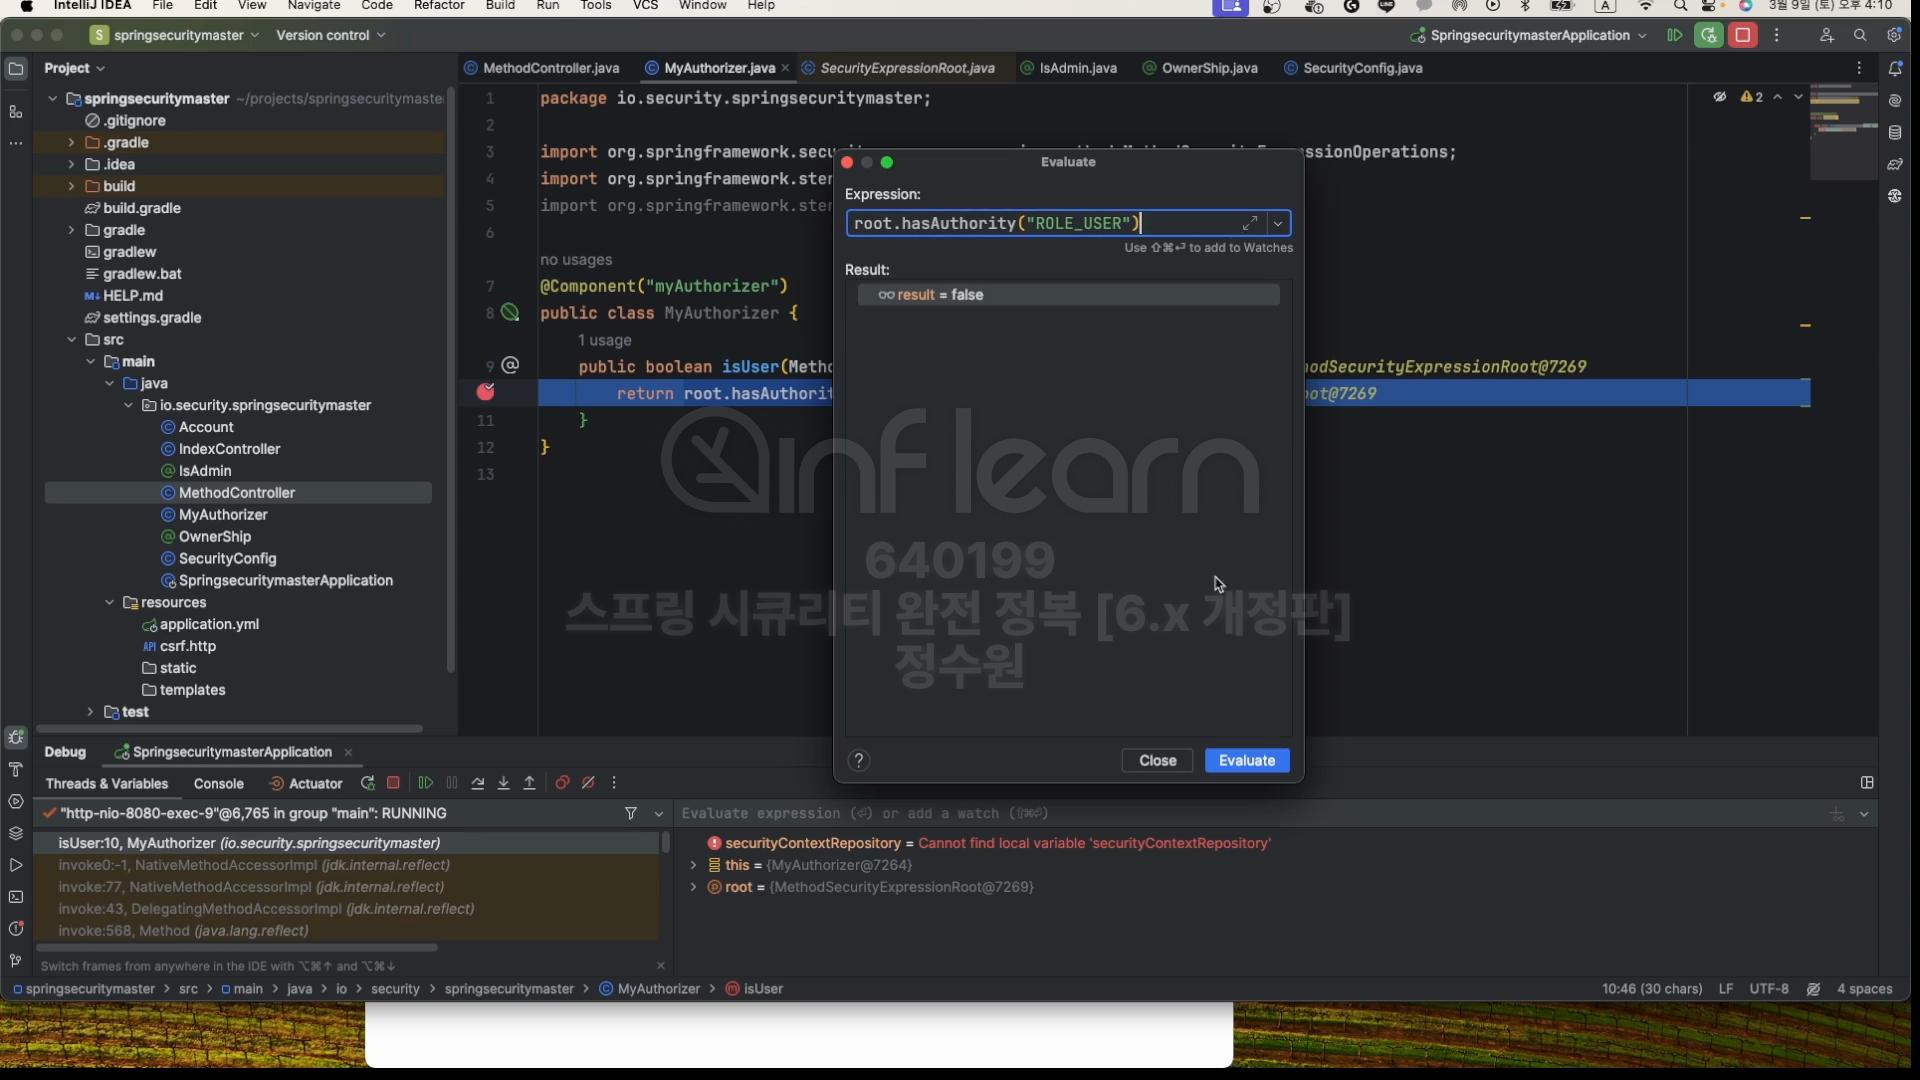 IntelliJ IDEA File Edit View Navigate Code Refactor Build Run Tools VCS Window Help
A 3월 9일 (토) 오후 4:10
S springsecuritymaster Version control
SpringsecuritymasterApplication
Project
MethodController.java MyAuthorizer.java SecurityExpressionRoot.java IsAdmin.java OwnerShip.java SecurityConfig.java
springsecuritymaster ~/projects/springsecuritymaste
.gitignore
.gradle
.idea
build
build.gradle
gradle
gradlew
gradlew.bat
M↓ HELP.md
settings.gradle
src
main
java
io.security.springsecuritymaster
Account
IndexController
IsAdmin
MethodController
MyAuthorizer
OwnerShip
SecurityConfig
SpringsecuritymasterApplication
resources
application.yml
API csrf.http
static
templates
test
2
1 package io.security.springsecuritymaster;
2
3 import org.springframework.secu
ssionOperations;
4 import org.springframework.ster
5 import org.springframework.ster
6
no usages
7 @Component("myAuthorizer")
8 public class MyAuthorizer {
1 usage
9 public boolean isUser(Metho
odSecurityExpressionRoot@7269
return root.hasAuthorit
oot@7269
11 }
12 }
13
Evaluate
Expression:
root.hasAuthority("ROLE_USER")
Use ⇧⌘⏎ to add to Watches
Result:
result = false
? Close Evaluate
inflearn
640199
스프링 시큐리티 완전 정복 [6.x 개정판]
정수원
Debug SpringsecuritymasterApplication
Threads & Variables Console Actuator
"http-nio-8080-exec-9"@6,765 in group "main": RUNNING
isUser:10, MyAuthorizer (io.security.springsecuritymaster)
invoke0:-1, NativeMethodAccessorImpl (jdk.internal.reflect)
invoke:77, NativeMethodAccessorImpl (jdk.internal.reflect)
invoke:43, DelegatingMethodAccessorImpl (jdk.internal.reflect)
invoke:568, Method (java.lang.reflect)
Switch frames from anywhere in the IDE with ⌥⌘↑ and ⌥⌘↓
Evaluate expression (⏎) or add a watch (⇧⌘⏎)
securityContextRepository = Cannot find local variable 'securityContextRepository'
this = {MyAuthorizer@7264}
root = {MethodSecurityExpressionRoot@7269}
springsecuritymaster > src > main > java > io > security > springsecuritymaster > MyAuthorizer > isUser
10:46 (30 chars) LF UTF-8 4 spaces